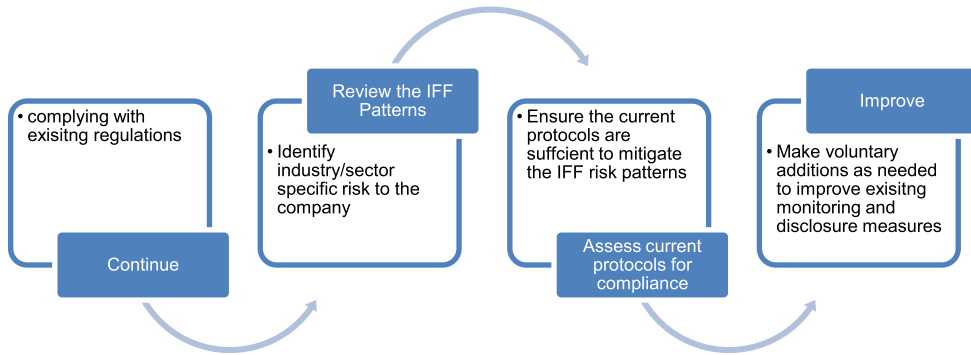 • complying with
exisitng regulations
Continue
Review the IFF
Patterns
• Identify
industry/sector
specific risk to the
company
• Ensure the current
protocols are
suffcient to mitigate
the IFF risk patterns
Assess current
protocols for
compliance
Improve
• Make voluntary
additions as needed
to improve exisitng
monitoring and
disclosure measures